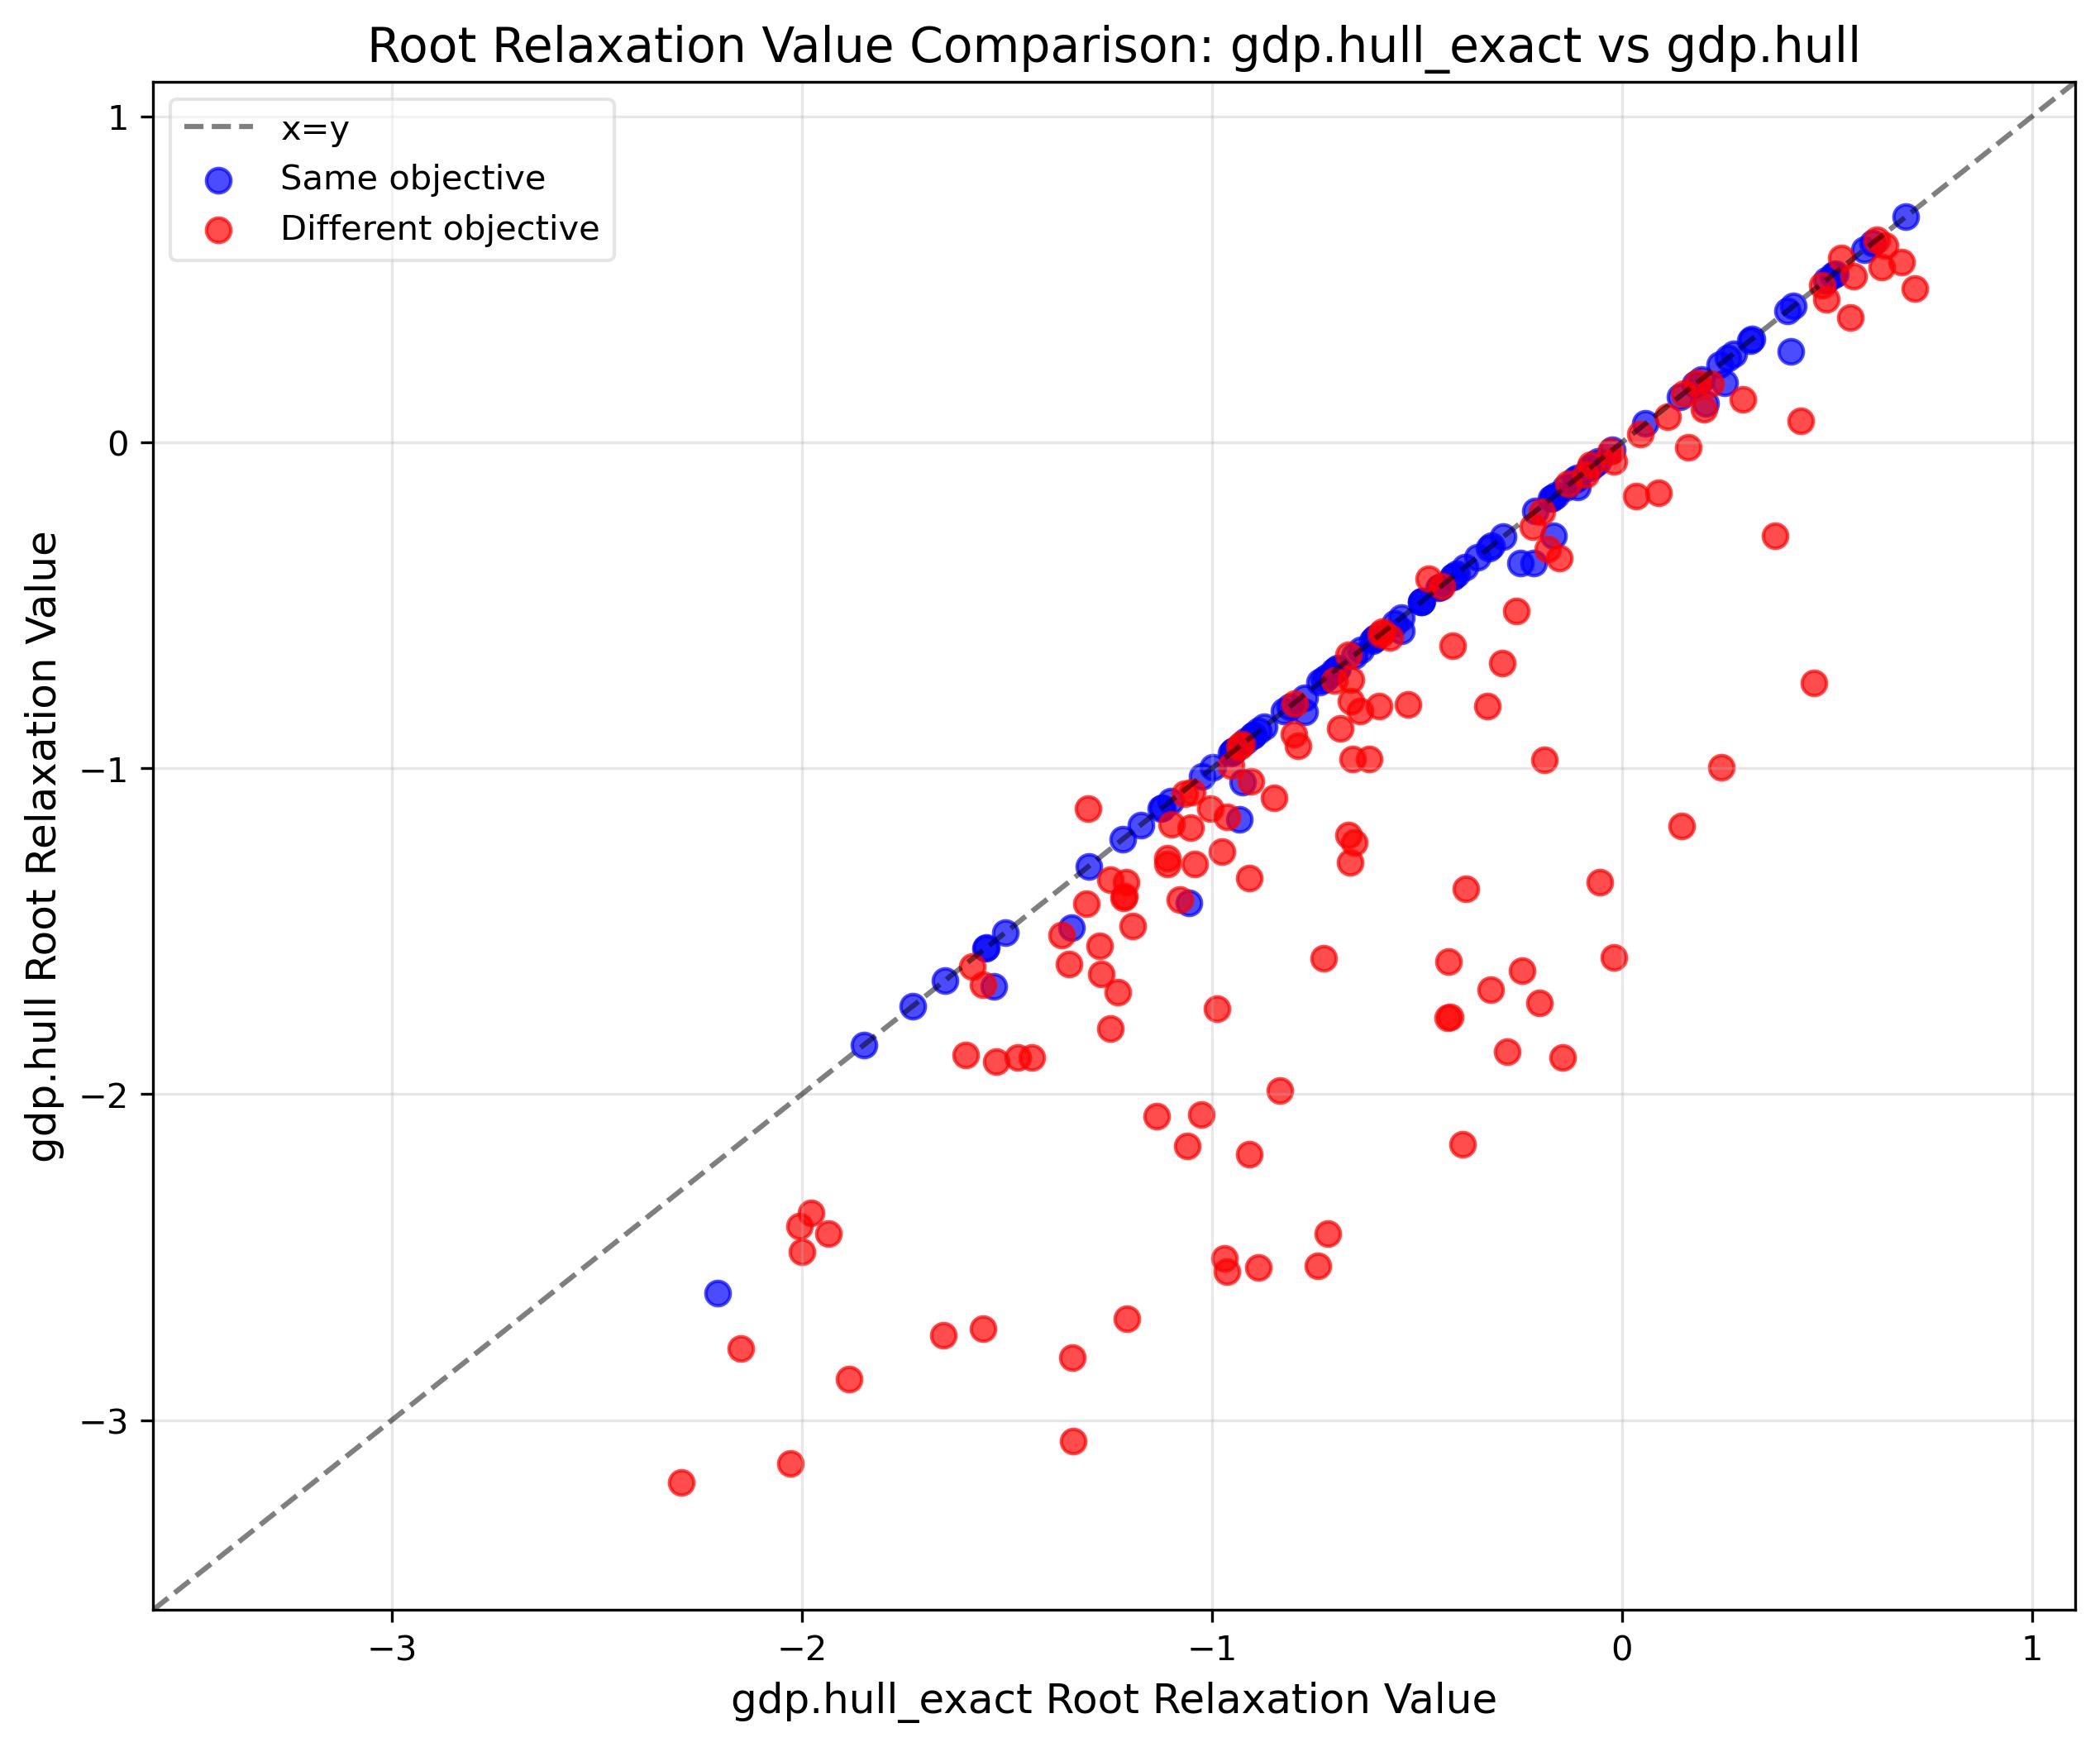 Root Relaxation Value Comparison: gdp.hull_exact vs gdp.hull
x=y
Same objective
Different objective
1
0
−1
−2
−3
gdp.hull Root Relaxation Value
−3
−2
−1
0
1
gdp.hull_exact Root Relaxation Value